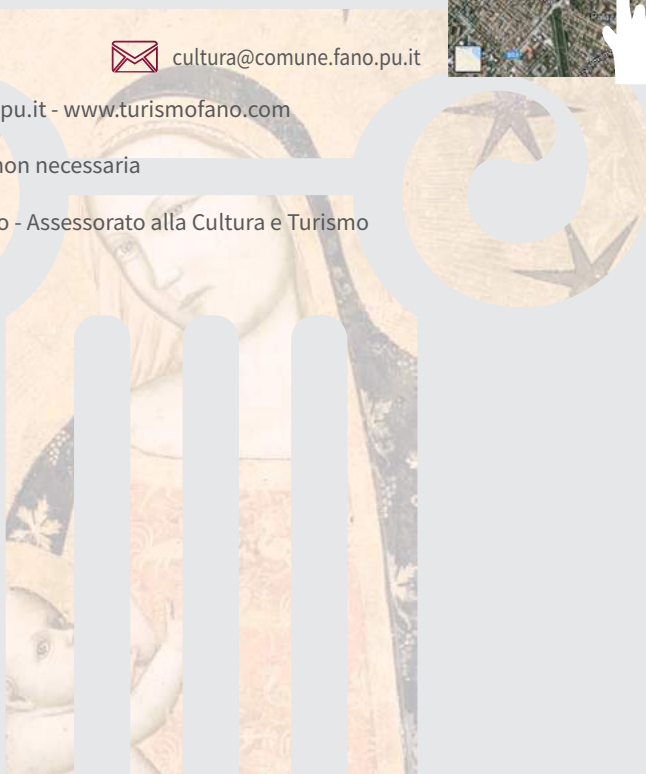 cultura@comune.fano.pu.it
pu.it - www.turismofano.com
non necessaria
o - Assessorato alla Cultura e Turismo